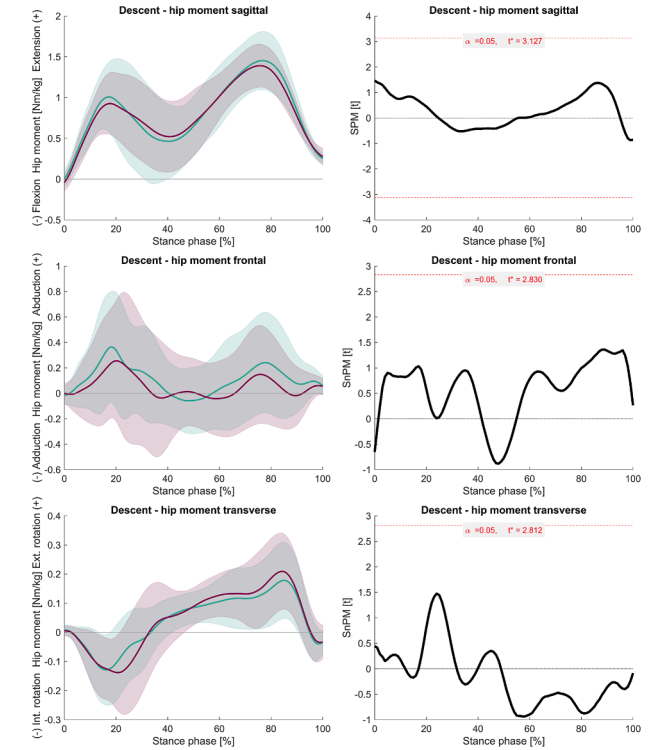 Descent - hip moment sagittal
(-) Flexion Hip moment [Nm/kg] Extension (+)
2
1.5
1
0.5
0
-0.5
0 20 40 60 80 100
Stance phase [%]
Descent - hip moment sagittal
SPM [t]
α =0.05, t* = 3.127
4
3
2
1
0
-1
-2
-3
-4
0 20 40 60 80 100
Stance phase [%]
Descent - hip moment frontal
(-) Adduction Hip moment [Nm/kg] Abduction (+)
1
0.8
0.6
0.4
0.2
0
-0.2
-0.4
-0.6
0 20 40 60 80 100
Stance phase [%]
Descent - hip moment frontal
SnPM [t]
α =0.05, t* = 2.830
3
2.5
2
1.5
1
0.5
0
-0.5
-1
0 20 40 60 80 100
Stance phase [%]
Descent - hip moment transverse
(-) Int. rotation Hip moment [Nm/kg] Ext. rotation (+)
0.4
0.3
0.2
0.1
0
-0.1
-0.2
-0.3
0 20 40 60 80 100
Stance phase [%]
Descent - hip moment transverse
SnPM [t]
α =0.05, t* = 2.812
3
2.5
2
1.5
1
0.5
0
-0.5
-1
0 20 40 60 80 100
Stance phase [%]